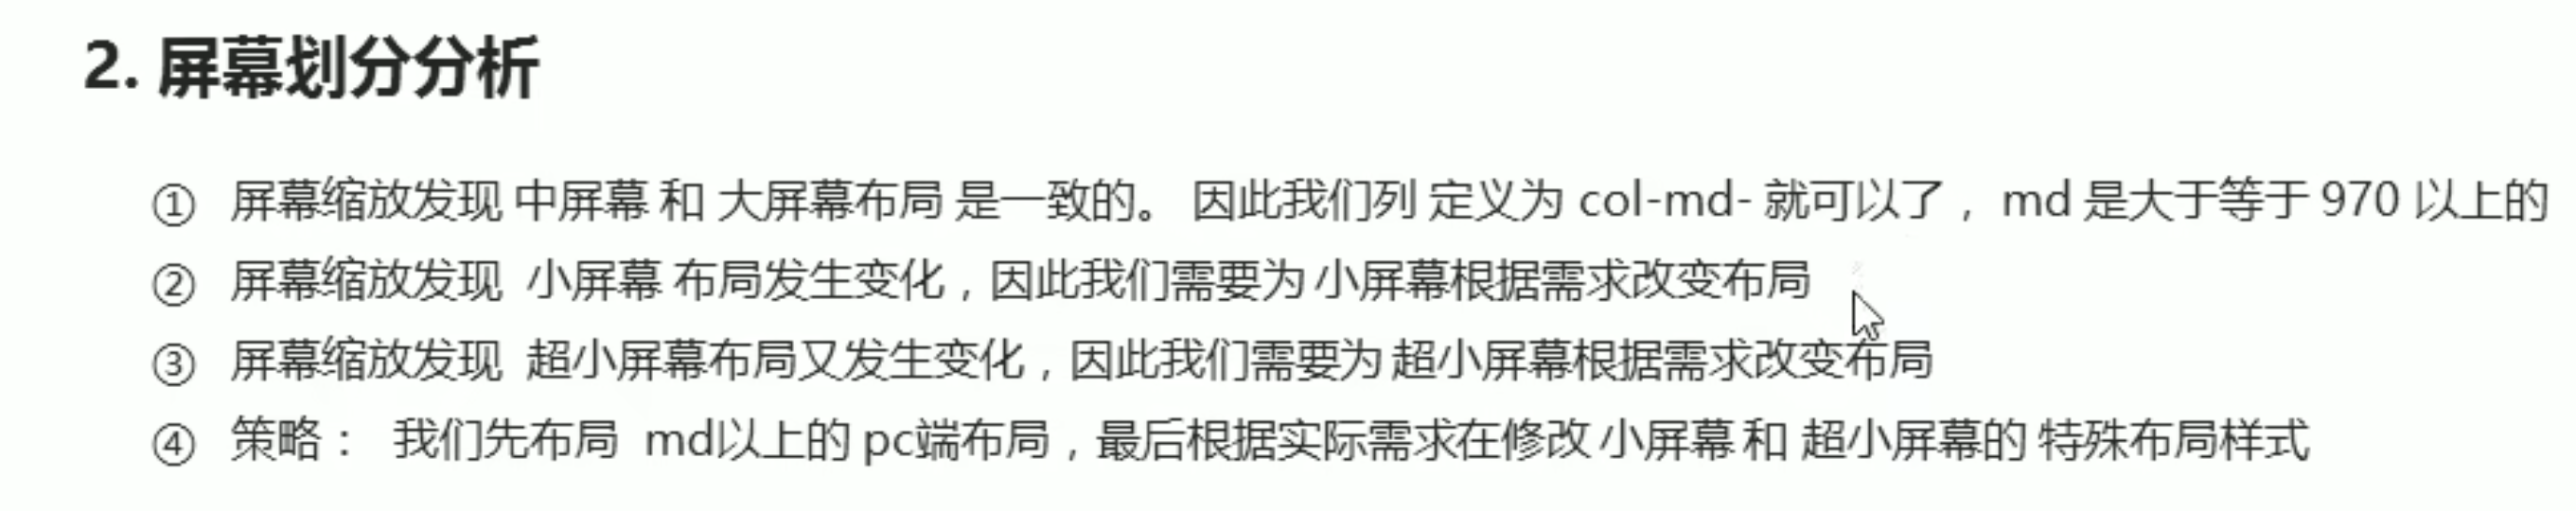 2. 屏幕划分分析
① 屏幕缩放发现 中屏幕 和 大屏幕布局 是一致的。 因此我们列 定义为 col-md- 就可以了， md 是大于等于 970 以上的
② 屏幕缩放发现 小屏幕 布局发生变化，因此我们需要为 小屏幕根据需求改变布局
③ 屏幕缩放发现 超小屏幕布局又发生变化，因此我们需要为 超小屏幕根据需求改变布局
④ 策略： 我们先布局 md以上的 pc端布局，最后根据实际需求在修改 小屏幕 和 超小屏幕的 特殊布局样式